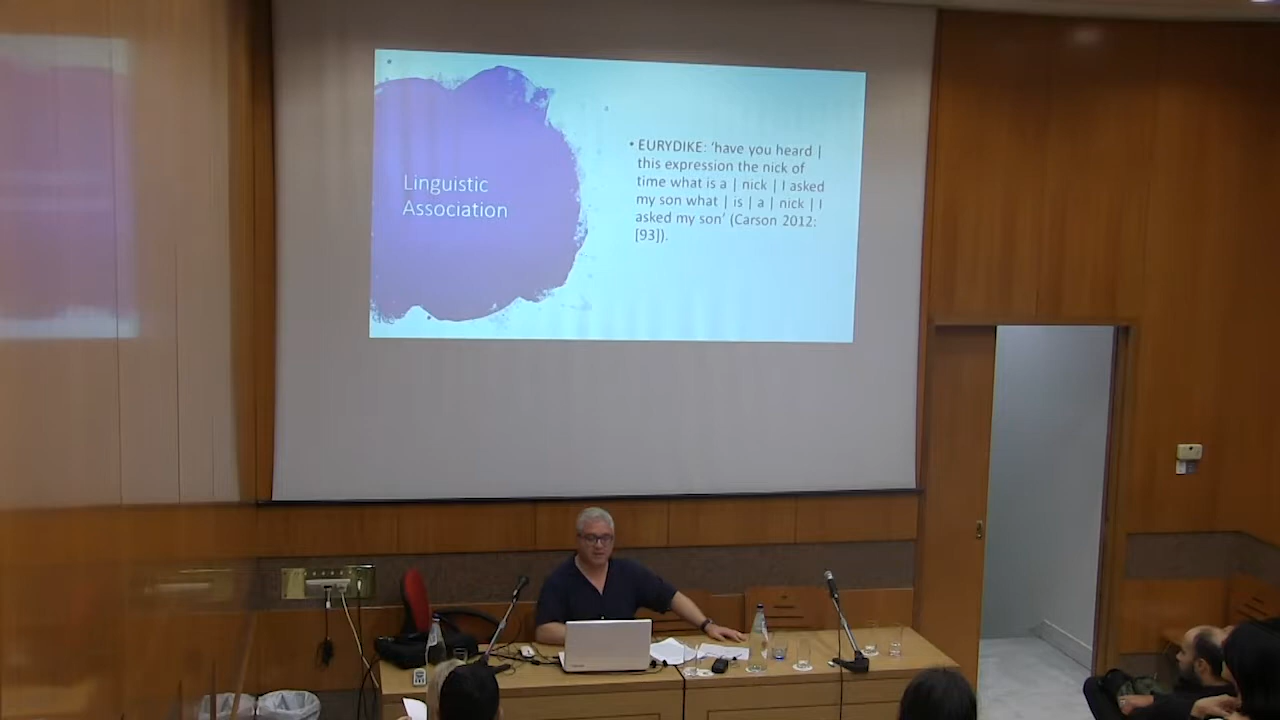 Linguistic
Association
• EURYDIKE: ‘have you heard |
this expression the nick of
time what is a | nick | I asked
my son what | is | a | nick | I
asked my son’ (Carson 2012:
[93]).